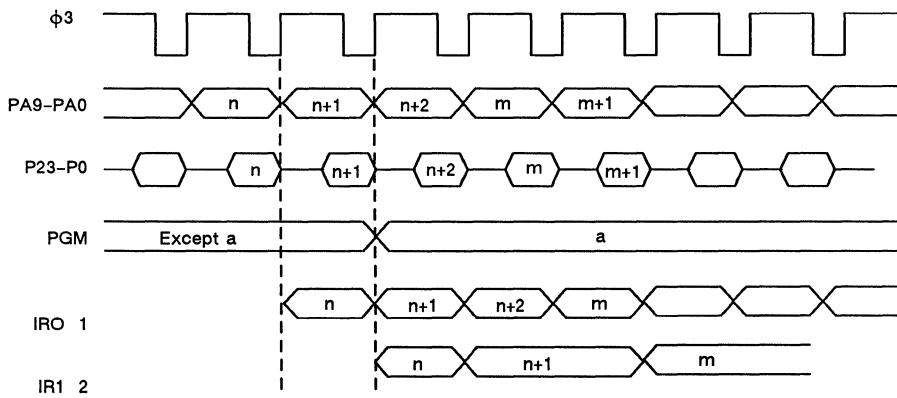 ϕ3
PA9–PA0 n n+1 n+2 m m+1
P23–P0 n n+1 n+2 m m+1
PGM Except a a
IRO 1 n n+1 n+2 m
IR1 2 n n+1 m